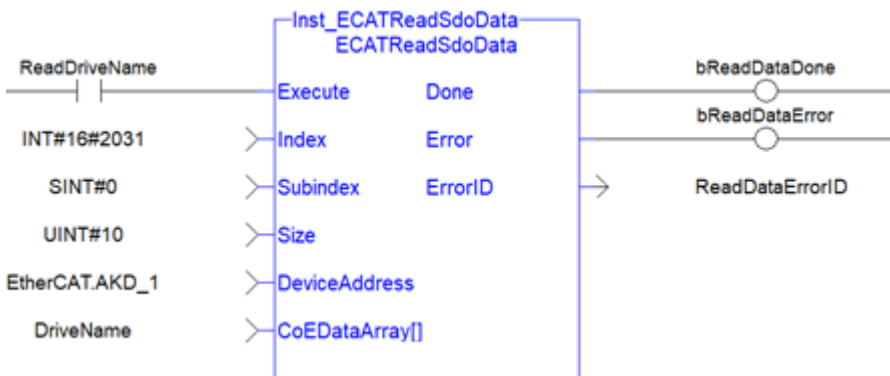 Inst_ECATReadSdoData
ECATReadSdoData
ReadDriveName
bReadDataDone
Execute Done
bReadDataError
INT#16#2031 Index Error
SINT#0 Subindex ErrorID ReadDataErrorID
UINT#10 Size
EtherCAT.AKD_1 DeviceAddress
DriveName CoEDataArray[]